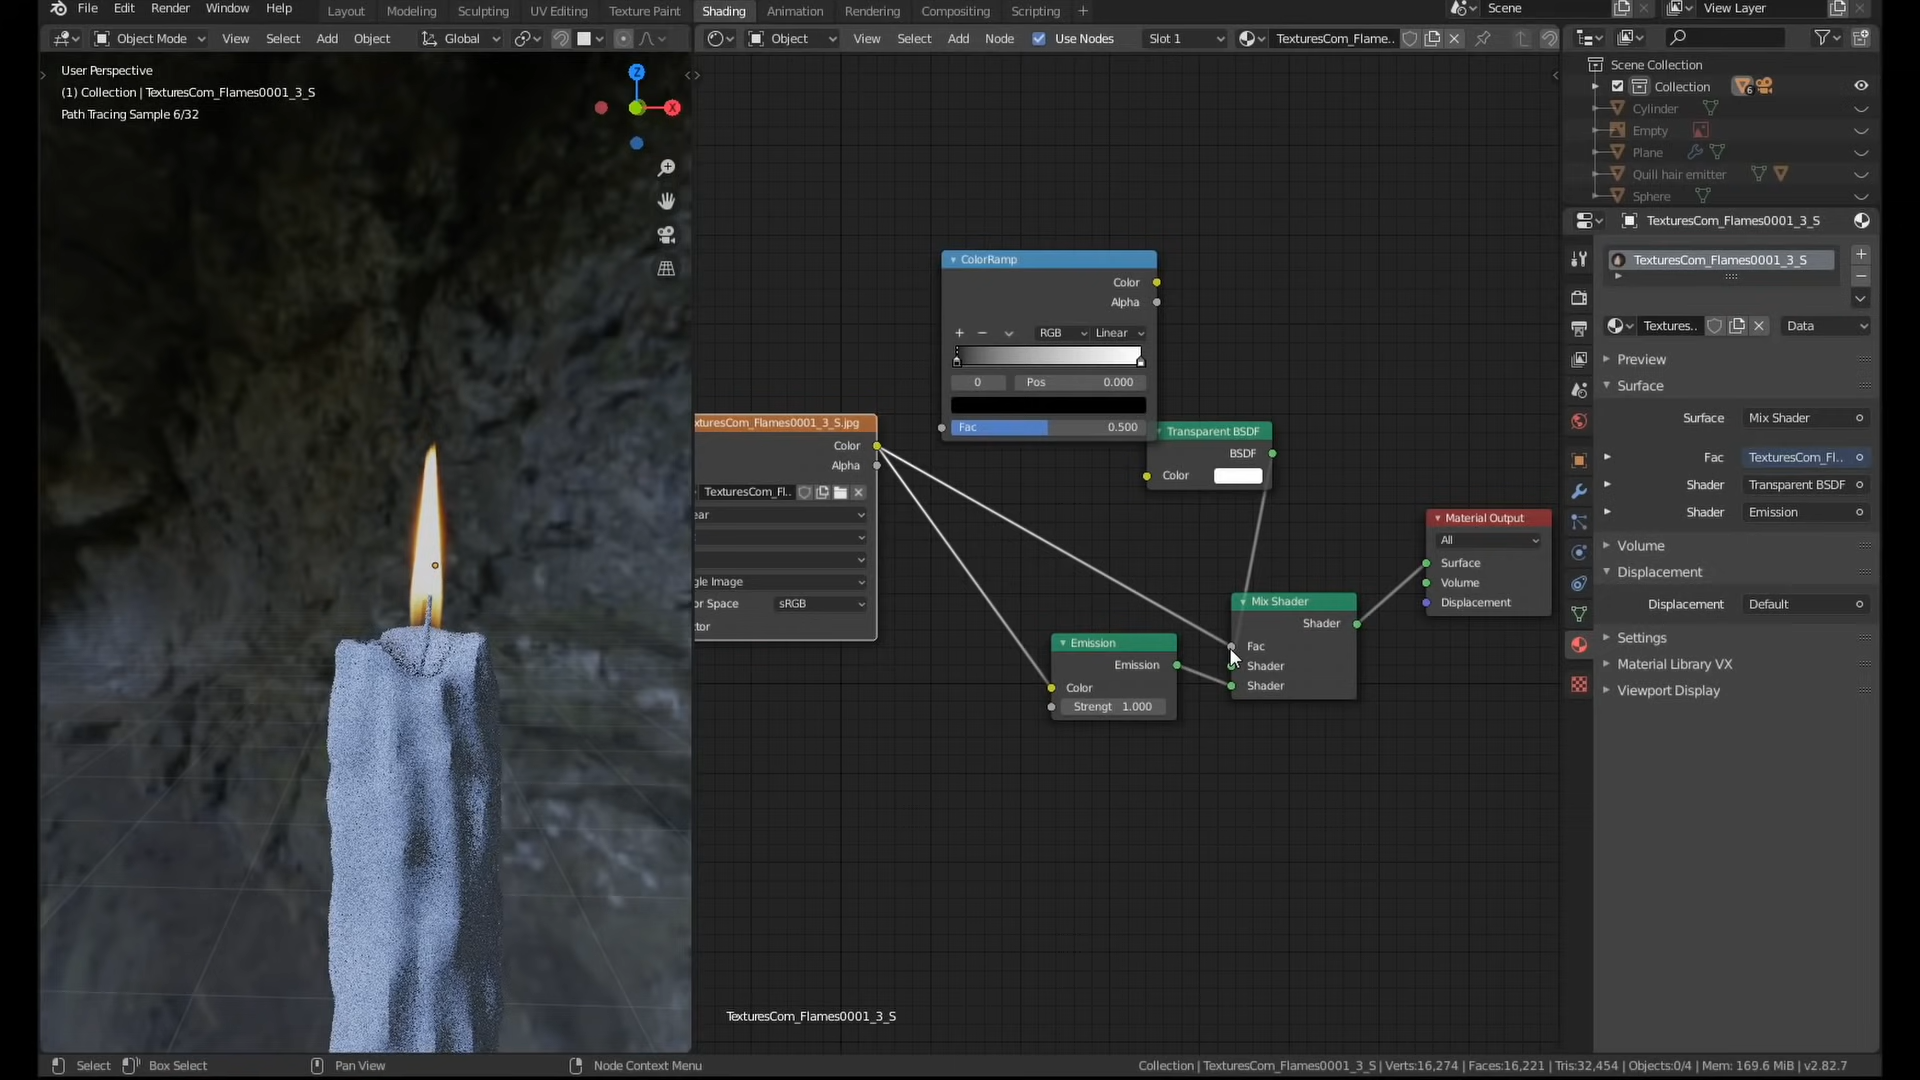 File Edit Render Window Help
Layout Modeling Sculpting UV Editing Texture Paint Shading Animation Rendering Compositing Scripting +
Scene
View Layer
Object Mode View Select Add Object Global
Object View Select Add Node Use Nodes Slot 1 TexturesCom_Flame..
User Perspective
(1) Collection | TexturesCom_Flames0001_3_S
Path Tracing Sample 6/32
Z
X
ColorRamp
Color
Alpha
+ − RGB Linear
0 Pos 0.000
Fac 0.500
xturesCom_Flames0001_3_S.jpg
Color
Alpha
TexturesCom_Fl..
ear
gle Image
or Space sRGB
ctor
Transparent BSDF
BSDF
Color
Emission
Emission
Color
Strengt 1.000
Mix Shader
Shader
Fac
Shader
Shader
Material Output
All
Surface
Volume
Displacement
TexturesCom_Flames0001_3_S
Scene Collection
Collection 6
Cylinder
Empty
Plane
Quill hair emitter
Sphere
TexturesCom_Flames0001_3_S
TexturesCom_Flames0001_3_S
Textures.. Data
Preview
Surface
Surface Mix Shader
Fac TexturesCom_Fl..
Shader Transparent BSDF
Shader Emission
Volume
Displacement
Displacement Default
Settings
Material Library VX
Viewport Display
Select Box Select Pan View Node Context Menu
Collection | TexturesCom_Flames0001_3_S | Verts:16,274 | Faces:16,221 | Tris:32,454 | Objects:0/4 | Mem: 169.6 MiB | v2.82.7